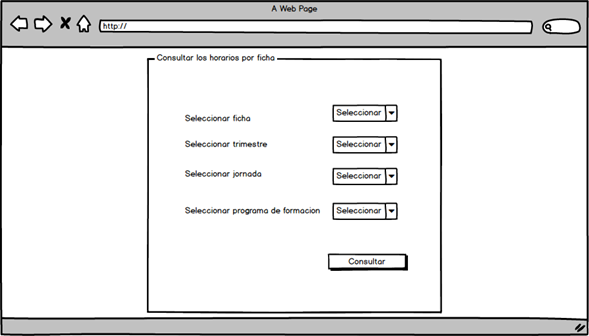 A Web Page
http://
Consultar los horarios por ficha
Seleccionar ficha
Seleccionar
Seleccionar trimestre
Seleccionar
Seleccionar jornada
Seleccionar
Seleccionar programa de formacion
Seleccionar
Consultar